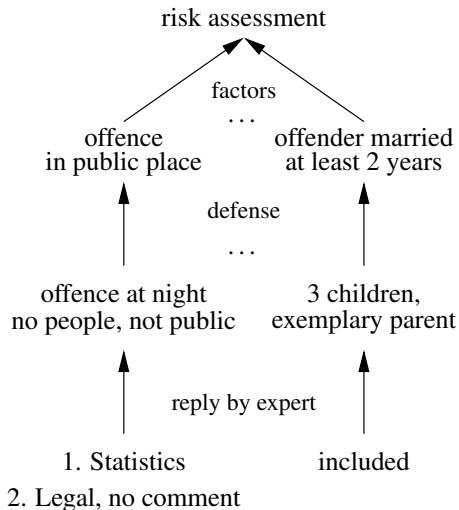 risk assessment
factors
...
offence
in public place
offender married
at least 2 years
defense
...
offence at night
no people, not public
3 children,
exemplary parent
reply by expert
1. Statistics
2. Legal, no comment
included